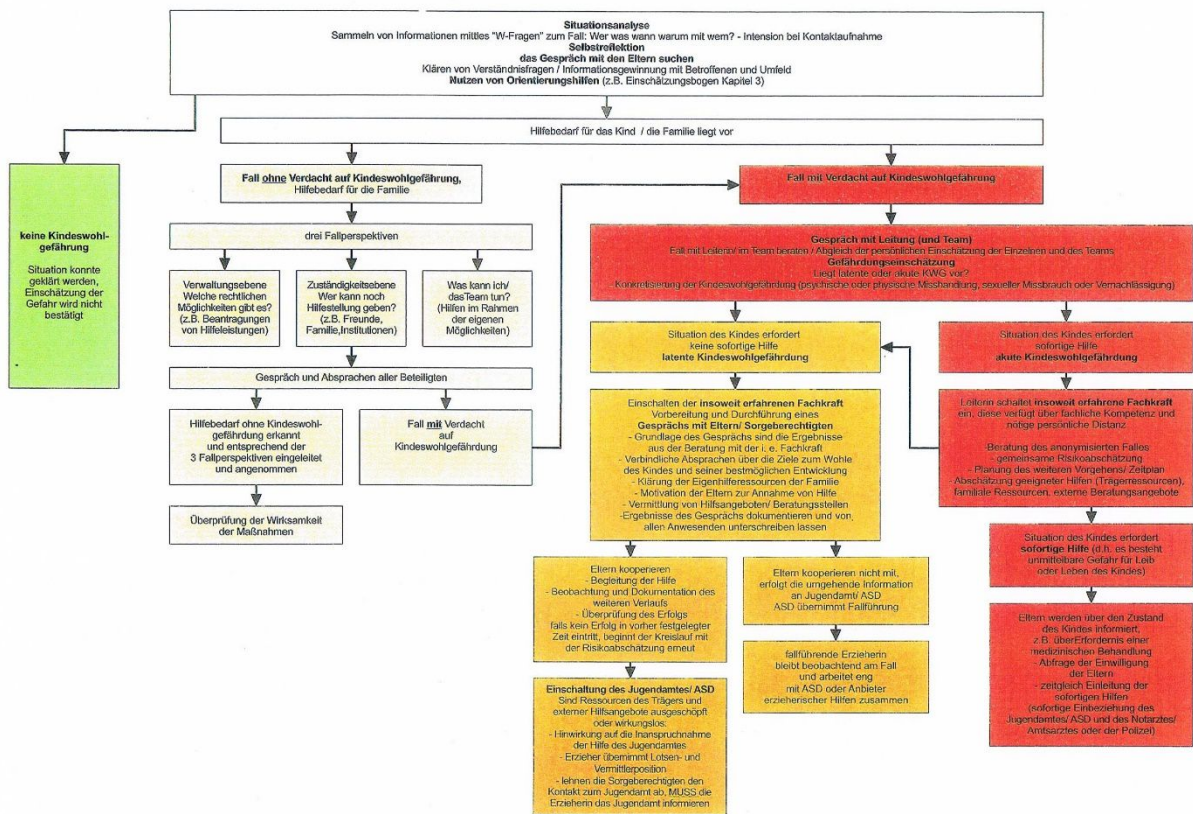 Situationsanalyse
Sammeln von Informationen mittles "W-Fragen" zum Fall: Wer was wann warum mit wem? - Intension bei Kontaktaufnahme
Selbstreflektion
das Gespräch mit den Eltern suchen
Klären von Verständnisfragen / Informationsgewinnung mit Betroffenen und Umfeld
Nutzen von Orientierungshilfen (z.B. Einschätzungsbogen Kapitel 3)
Hilfebedarf für das Kind / die Familie liegt vor
keine Kindeswohl-
gefährung
Situation konnte
geklärt werden,
Einschätzung der
Gefahr wird nicht
bestätigt
Fall ohne Verdacht auf Kindeswohlgefährung,
Hilfebedarf für die Familie
drei Fallperspektiven
Verwaltungsebene
Welche rechtlichen
Möglichkeiten gibt es?
(z.B. Beantragungen
von Hilfeleistungen)
Zuständigkeitsebene
Wer kann noch
Hilfestellung geben?
(z.B. Freunde,
Familie,Institutionen)
Was kann ich/
dasTeam tun?
(Hilfen im Rahmen
der eigenen
Möglichkeiten)
Gespräch und Absprachen aller Beteiligten
Hilfebedarf ohne Kindeswohl-
gefährdung erkannt
und entsprechend der
3 Fallperspektiven eingeleitet
und angenommen
Fall mit Verdacht
auf
Kindeswohlgefährdung
Überprüfung der Wirksamkeit
der Maßnahmen
Fall mit Verdacht auf Kindeswohlgefährung
Gespräch mit Leitung (und Team)
Fall mit Leiterin/ im Team beraten / Abgleich der persönlichen Einschätzung der Einzelnen und des Teams
Gefährdungseinschätzung
Liegt latente oder akute KWG vor?
Konkretisierung der Kindeswohlgefährdung (psychische oder physische Misshandlung, sexueller Missbrauch oder Vernachlässigung)
Situation des Kindes erfordert
keine sofortige Hilfe
latente Kindeswohlgefährdung
Situation des Kindes erfordert
sofortige Hilfe
akute Kindeswohlgefährdung
Einschalten der insoweit erfahrenen Fachkraft
Vorbereitung und Durchführung eines
Gesprächs mit Eltern/ Sorgeberechtigten
- Grundlage des Gesprächs sind die Ergebnisse
aus der Beratung mit der i. e. Fachkraft
- Verbindliche Absprachen über die Ziele zum Wohle
des Kindes und seiner bestmöglichen Entwicklung
- Klärung der Eigenhilferessourcen der Familie
- Motivation der Eltern zur Annahme von Hilfe
- Vermittlung von Hilfsangeboten/ Beratungsstellen
-Ergebnisse des Gesprächs dokumentieren und von
allen Anwesenden unterschreiben lassen
Leiterin schaltet insoweit erfahrene Fachkraft
ein, diese verfügt über fachliche Kompetenz und
nötige persönliche Distanz
-Beratung des anonymisierten Falles
- gemeinsame Risikoabschätzung
- Planung des weiteren Vorgehens/ Zeitplan
- Abschätzung geeigneter Hilfen (Trägerressourcen),
familiale Ressourcen, externe Beratungsangebote
Eltern kooperieren
- Begleitung der Hilfe
- Beobachtung und Dokumentation des
weiteren Verlaufs
- Überprüfung des Erfolgs
falls kein Erfolg in vorher festgelegter
Zeit eintritt, beginnt der Kreislauf mit
der Risikoabschätzung erneut
Eltern kooperieren nicht mit,
erfolgt die umgehende Information
an Jugendamt/ ASD
ASD übernimmt Fallführung
Situation des Kindes erfordert
sofortige Hilfe (d.h. es besteht
unmittelbare Gefahr für Leib
oder Leben des Kindes)
Einschaltung des Jugendamtes/ ASD
Sind Ressourcen des Trägers und
externer Hilfsangebote ausgeschöpft
oder wirkungslos:
- Hinwirkung auf die Inanspruchnahme
der Hilfe des Jugendamtes
- Erzieher übernimmt Lotsen- und
Vermittlerposition
- lehnen die Sorgeberechtigten den
Kontakt zum Jugendamt ab, MUSS die
Erzieherin das Jugendamt informieren
fallführende Erzieherin
bleibt beobachtend am Fall
und arbeitet eng
mit ASD oder Anbieter
erzieherischer Hilfen zusammen
Eltern werden über den Zustand
des Kindes informiert,
z.B. überErfordernis einer
medizinischen Behandlung
- Abfrage der Einwilligung
der Eltern
- zeitgleich Einleitung der
sofortigen Hilfen
(sofortige Einbeziehung des
Jugendamtes/ ASD und des Notarztes/
Amtsarztes oder der Polizei)